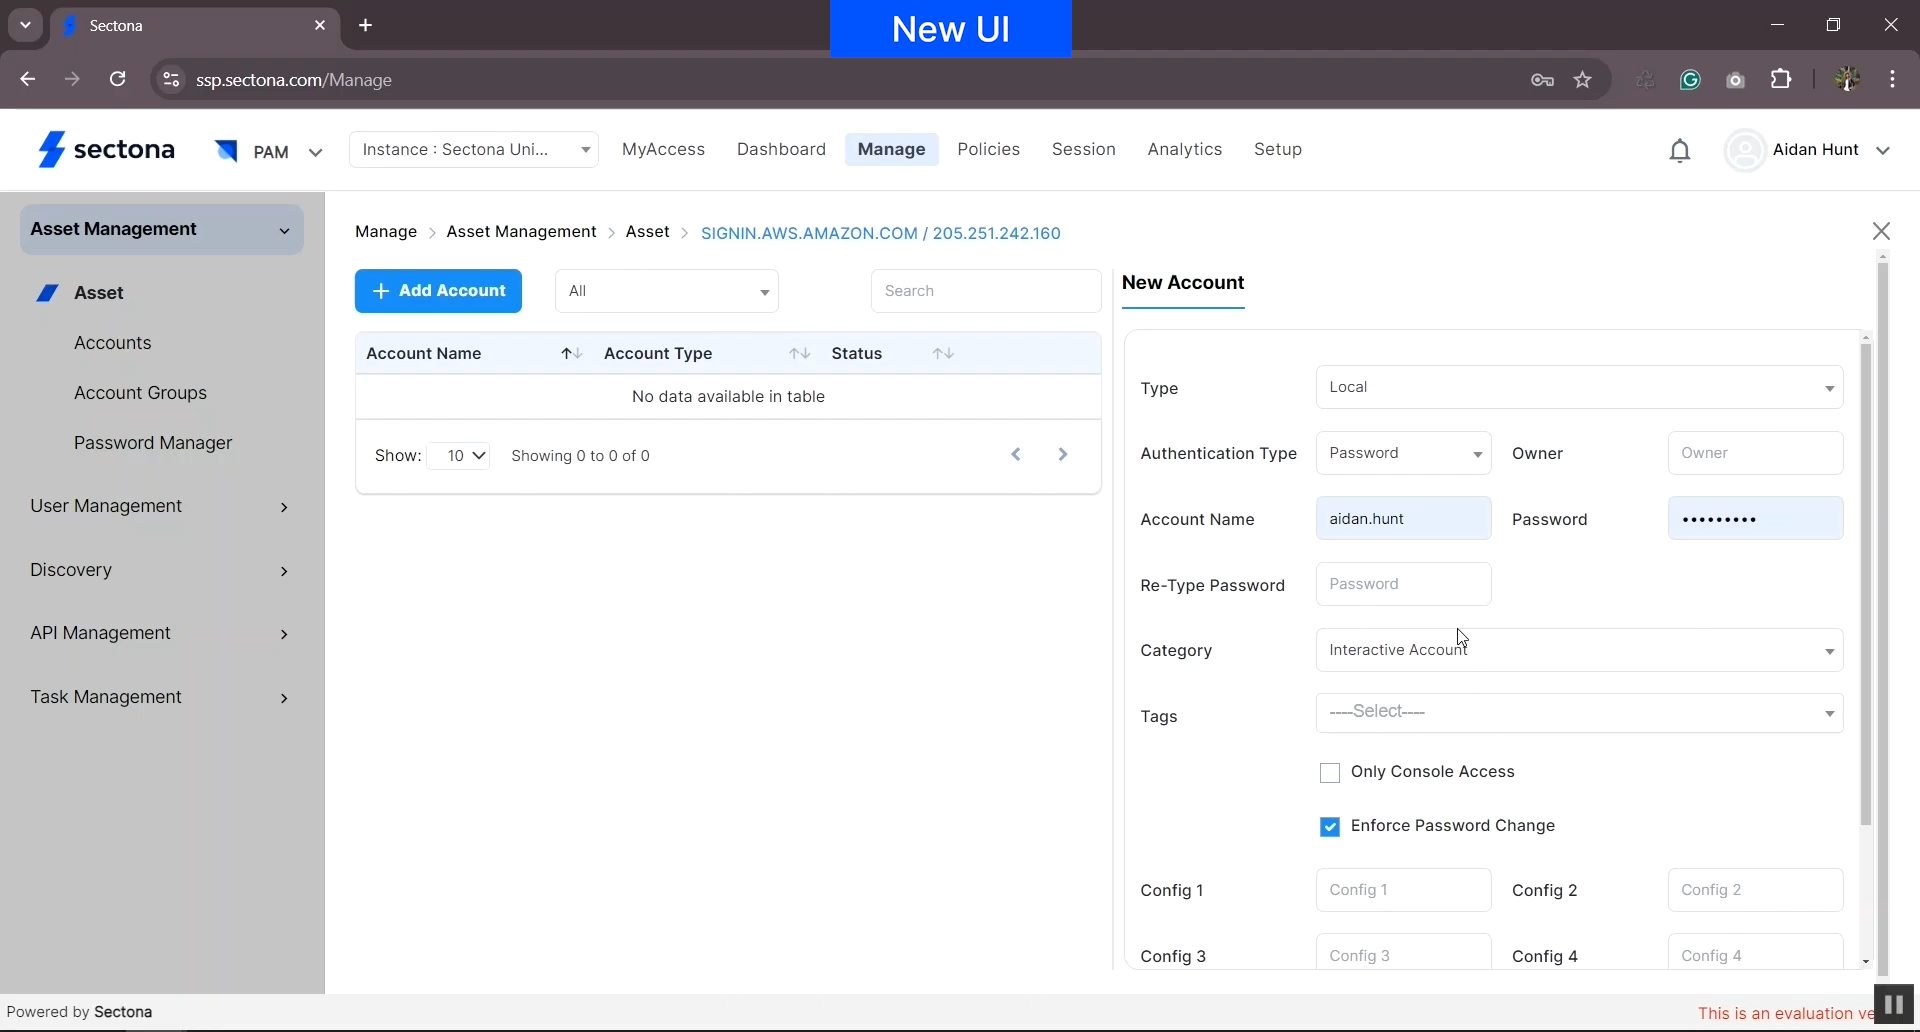 Sectona
New UI
ssp.sectona.com/Manage
sectona
PAM
Instance : Sectona Uni...
MyAccess
Dashboard
Manage
Policies
Session
Analytics
Setup
Aidan Hunt
Asset Management
Asset
Accounts
Account Groups
Password Manager
User Management
Discovery
API Management
Task Management
Manage > Asset Management > Asset > SIGNIN.AWS.AMAZON.COM / 205.251.242.160
+ Add Account
All
Search
Account Name
Account Type
Status
No data available in table
Show: 10
Showing 0 to 0 of 0
New Account
Type
Local
Authentication Type
Password
Owner
Owner
Account Name
aidan.hunt
Password
•••••••••
Re-Type Password
Password
Category
Interactive Account
Tags
----Select----
Only Console Access
Enforce Password Change
Config 1
Config 1
Config 2
Config 2
Config 3
Config 3
Config 4
Config 4
Powered by Sectona
This is an evaluation ve